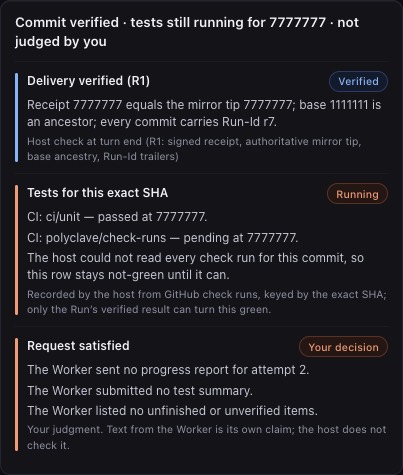 Commit verified · tests still running for 7777777 · not
judged by you
Delivery verified (R1)
Verified
Receipt 7777777 equals the mirror tip 7777777; base 1111111 is
an ancestor; every commit carries Run-Id r7.
Host check at turn end (R1: signed receipt, authoritative mirror tip,
base ancestry, Run-Id trailers)
Tests for this exact SHA
Running
CI: ci/unit — passed at 7777777.
CI: polyclave/check-runs — pending at 7777777.
The host could not read every check run for this commit, so
this row stays not-green until it can.
Recorded by the host from GitHub check runs, keyed by the exact SHA;
only the Run's verified result can turn this green.
Request satisfied
Your decision
The Worker sent no progress report for attempt 2.
The Worker submitted no test summary.
The Worker listed no unfinished or unverified items.
Your judgment. Text from the Worker is its own claim; the host does not
check it.